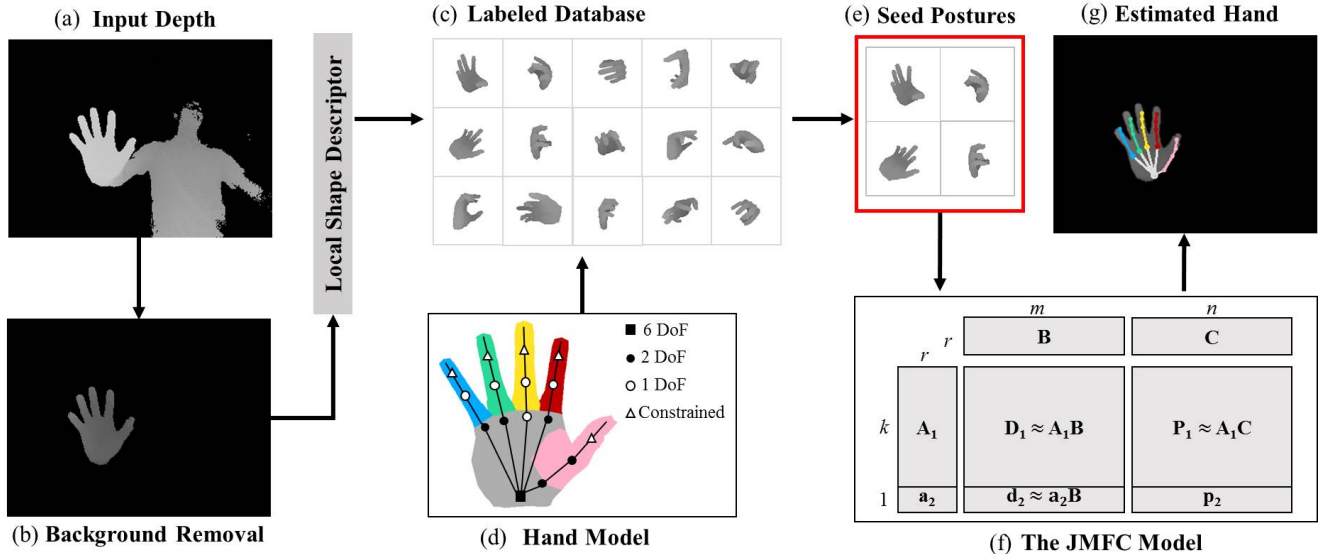 (a) Input Depth
(c) Labeled Database
(e) Seed Postures
(g) Estimated Hand
Local Shape Descriptor
6 DoF
2 DoF
1 DoF
Constrained
m
n
r
B
C
r
k
A₁
D₁ ≈ A₁B
P₁ ≈ A₁C
1
a₂
d₂ ≈ a₂B
p₂
(b) Background Removal
(d) Hand Model
(f) The JMFC Model